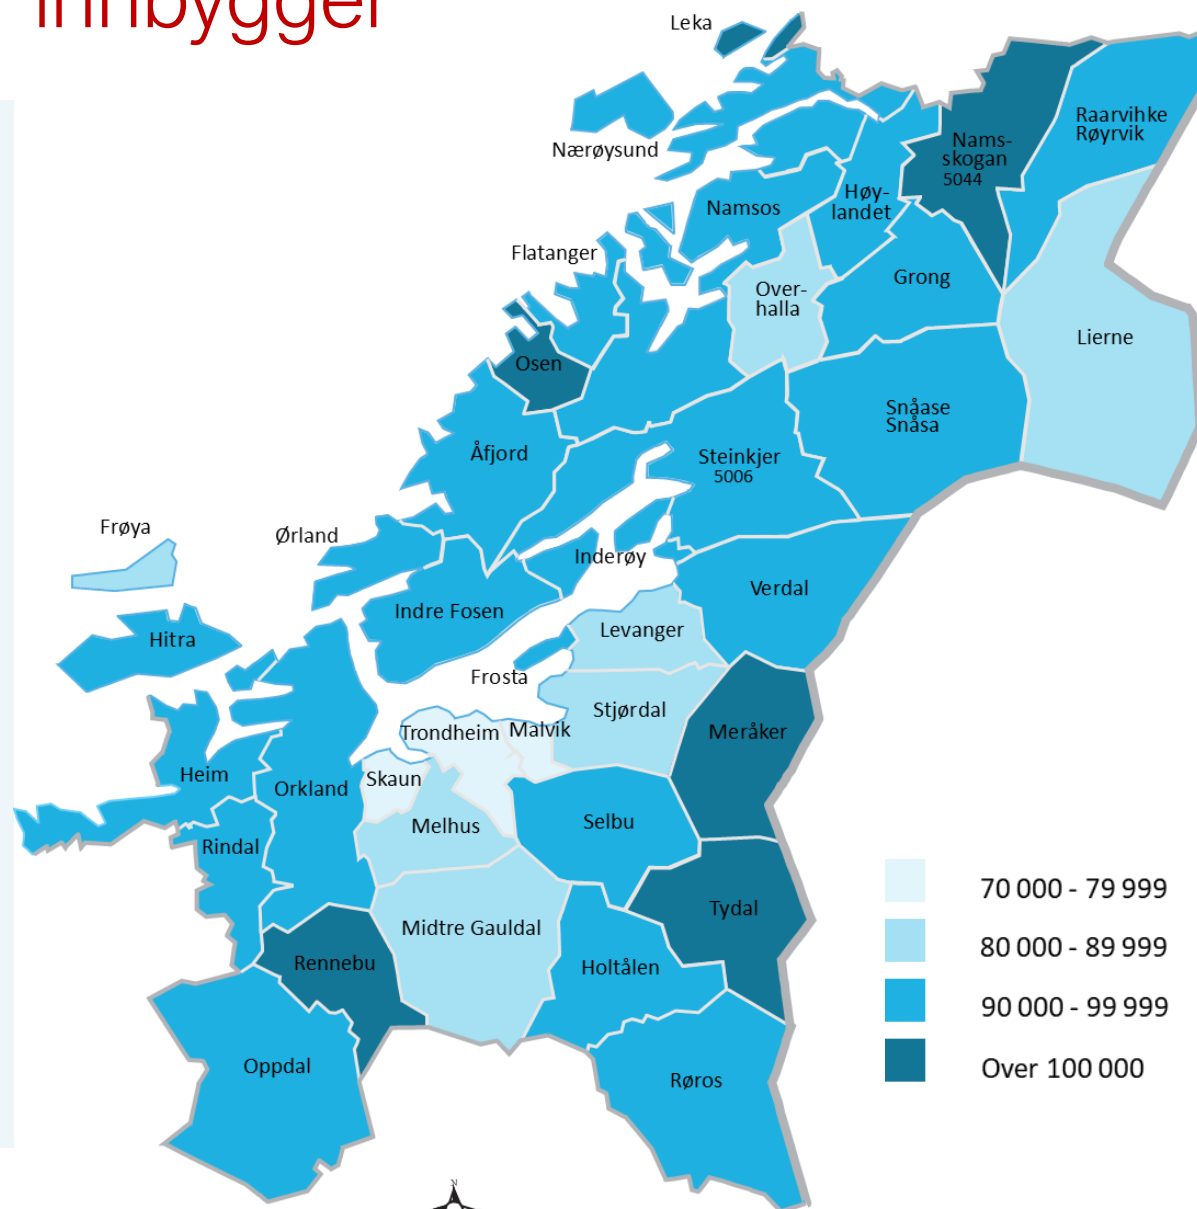 innbygger
Leka
Raarvihke
Røyrvik
Nærøysund
Nams-
skogan
5044
Høy-
landet
Namsos
Flatanger
Grong
Over-
halla
Lierne
Osen
Snåase
Snåsa
Åfjord
Steinkjer
5006
Frøya
Ørland
Inderøy
Verdal
Indre Fosen
Levanger
Hitra
Frosta
Stjørdal
Trondheim
Malvik
Meråker
Heim
Skaun
Orkland
Melhus
Selbu
Rindal
70 000 - 79 999
Tydal
Midtre Gauldal
80 000 - 89 999
Rennebu
Holtålen
90 000 - 99 999
Oppdal
Over 100 000
Røros
N